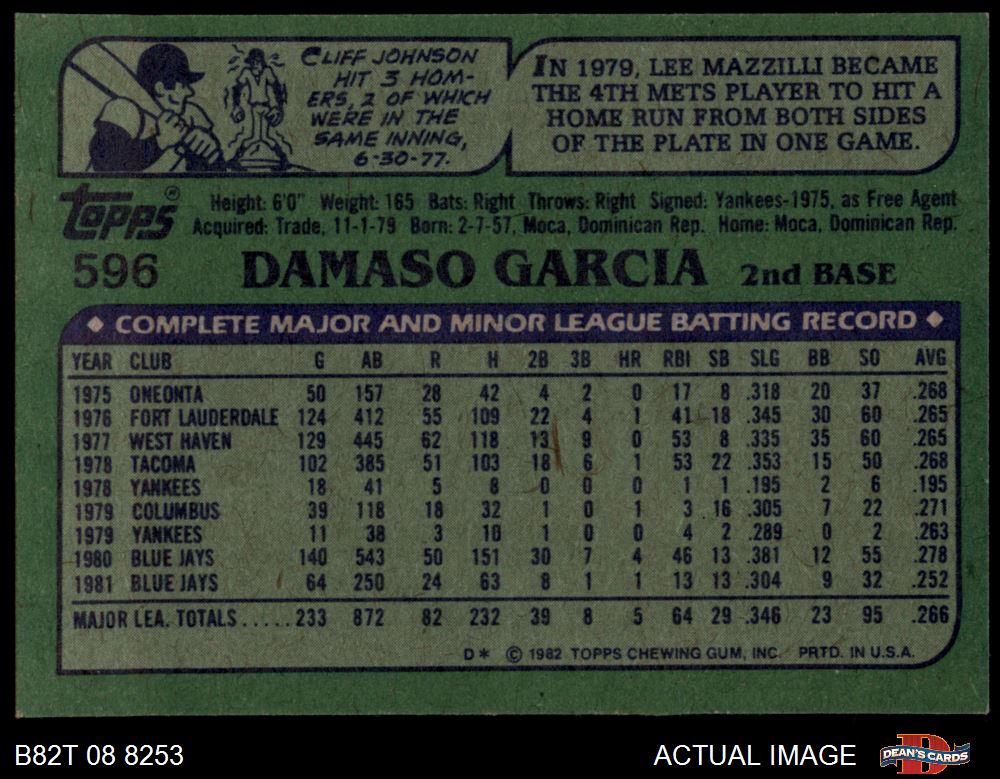 CLIFF JOHNSON
HIT 3 HOM-
ERS, 2 OF WHICH
WERE IN THE
SAME INNING,
6-30-77.
IN 1979, LEE MAZZILLI BECAME
THE 4TH METS PLAYER TO HIT A
HOME RUN FROM BOTH SIDES
OF THE PLATE IN ONE GAME.
Topps®
Height: 6'0" Weight: 165 Bats: Right Throws: Right Signed: Yankees-1975, as Free Agent
Acquired: Trade, 11-1-79 Born: 2-7-57, Moca, Dominican Rep. Home: Moca, Dominican Rep.
596 DAMASO GARCIA 2nd BASE
◆ COMPLETE MAJOR AND MINOR LEAGUE BATTING RECORD ◆
YEAR CLUB G AB R H 2B 3B HR RBI SB SLG BB SO AVG
1975 ONEONTA 50 157 28 42 4 2 0 17 8 .318 20 37 .268
1976 FORT LAUDERDALE 124 412 55 109 22 4 1 41 18 .345 30 60 .265
1977 WEST HAVEN 129 445 62 118 13 9 0 53 8 .335 35 60 .265
1978 TACOMA 102 385 51 103 18 6 1 53 22 .353 15 50 .268
1978 YANKEES 18 41 5 8 0 0 0 1 1 .195 2 6 .195
1979 COLUMBUS 39 118 18 32 1 0 1 3 16 .305 7 22 .271
1979 YANKEES 11 38 3 10 1 0 0 4 2 .289 0 2 .263
1980 BLUE JAYS 140 543 50 151 30 7 4 46 13 .381 12 55 .278
1981 BLUE JAYS 64 250 24 63 8 1 1 13 13 .304 9 32 .252
MAJOR LEA. TOTALS.....233 872 82 232 39 8 5 64 29 .346 23 95 .266
D* © 1982 TOPPS CHEWING GUM, INC. PRTD. IN U.S.A.
B82T 08 8253 ACTUAL IMAGE DEAN'S CARDS